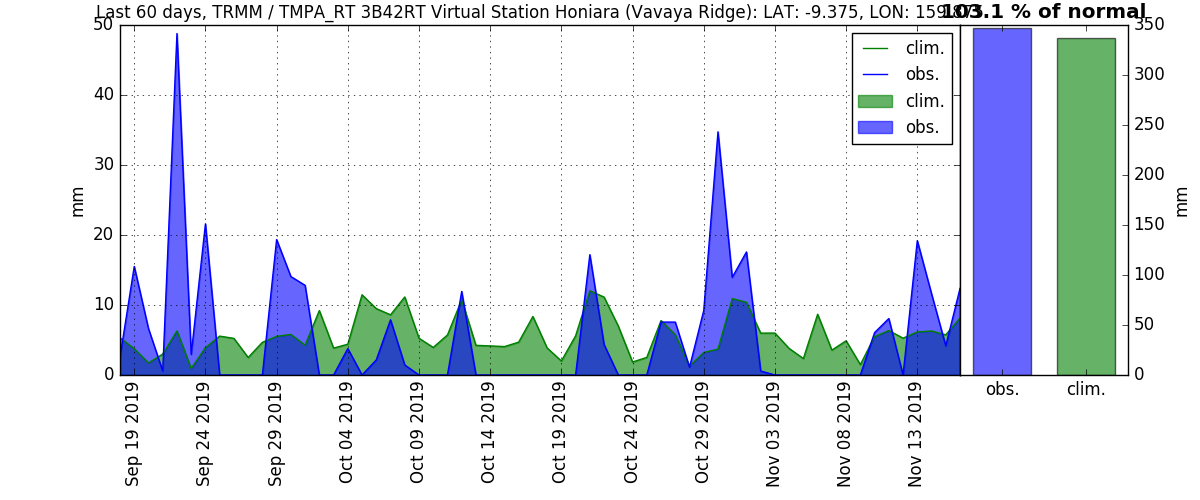 Last 60 days, TRMM / TMPA_RT 3B42RT Virtual Station Honiara (Vavaya Ridge): LAT: -9.375, LON: 159.875
103.1 % of normal
50
40
30
20
10
0
mm
clim.
obs.
clim.
obs.
Sep 19 2019
Sep 24 2019
Sep 29 2019
Oct 04 2019
Oct 09 2019
Oct 14 2019
Oct 19 2019
Oct 24 2019
Oct 29 2019
Nov 03 2019
Nov 08 2019
Nov 13 2019
350
300
250
200
150
100
50
0
mm
obs.
clim.